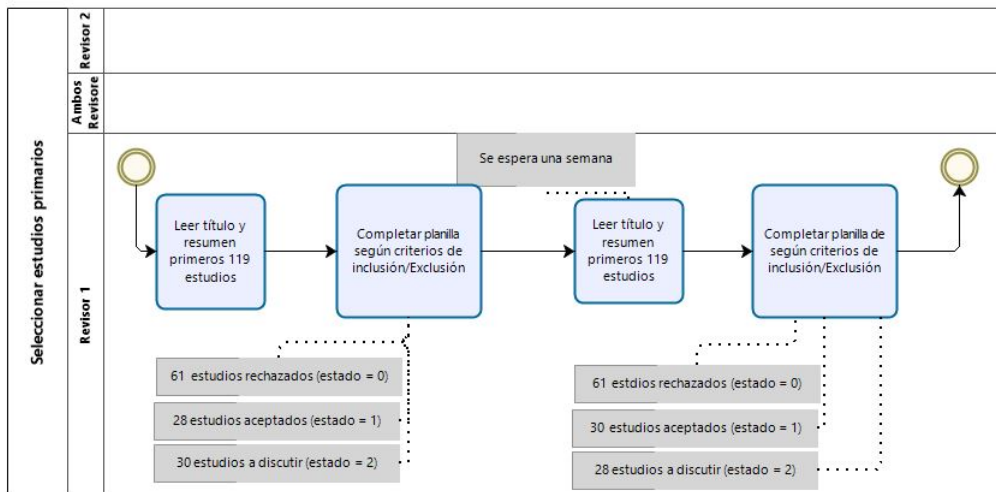 Seleccionar estudios primarios
Revisor 2
Ambos
Revisore
Revisor 1
Se espera una semana
Leer título y
resumen
primeros 119
estudios
Completar planilla
según criterios de
inclusión/Exclusión
Leer título y
resumen
primeros 119
estudios
Completar planilla de
según criterios de
inclusión/Exclusión
61 estudios rechazados (estado = 0)
28 estudios aceptados (estado = 1)
30 estudios a discutir (estado = 2)
61 estdios rechazados (estado = 0)
30 estudios aceptados (estado = 1)
28 estudios a discutir (estado = 2)